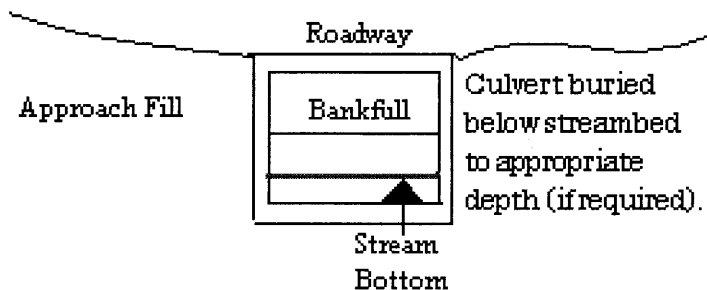 Roadway
Approach Fill
Bankfull
Culvert buried
below streambed
to appropriate
depth (if required).
Stream
Bottom